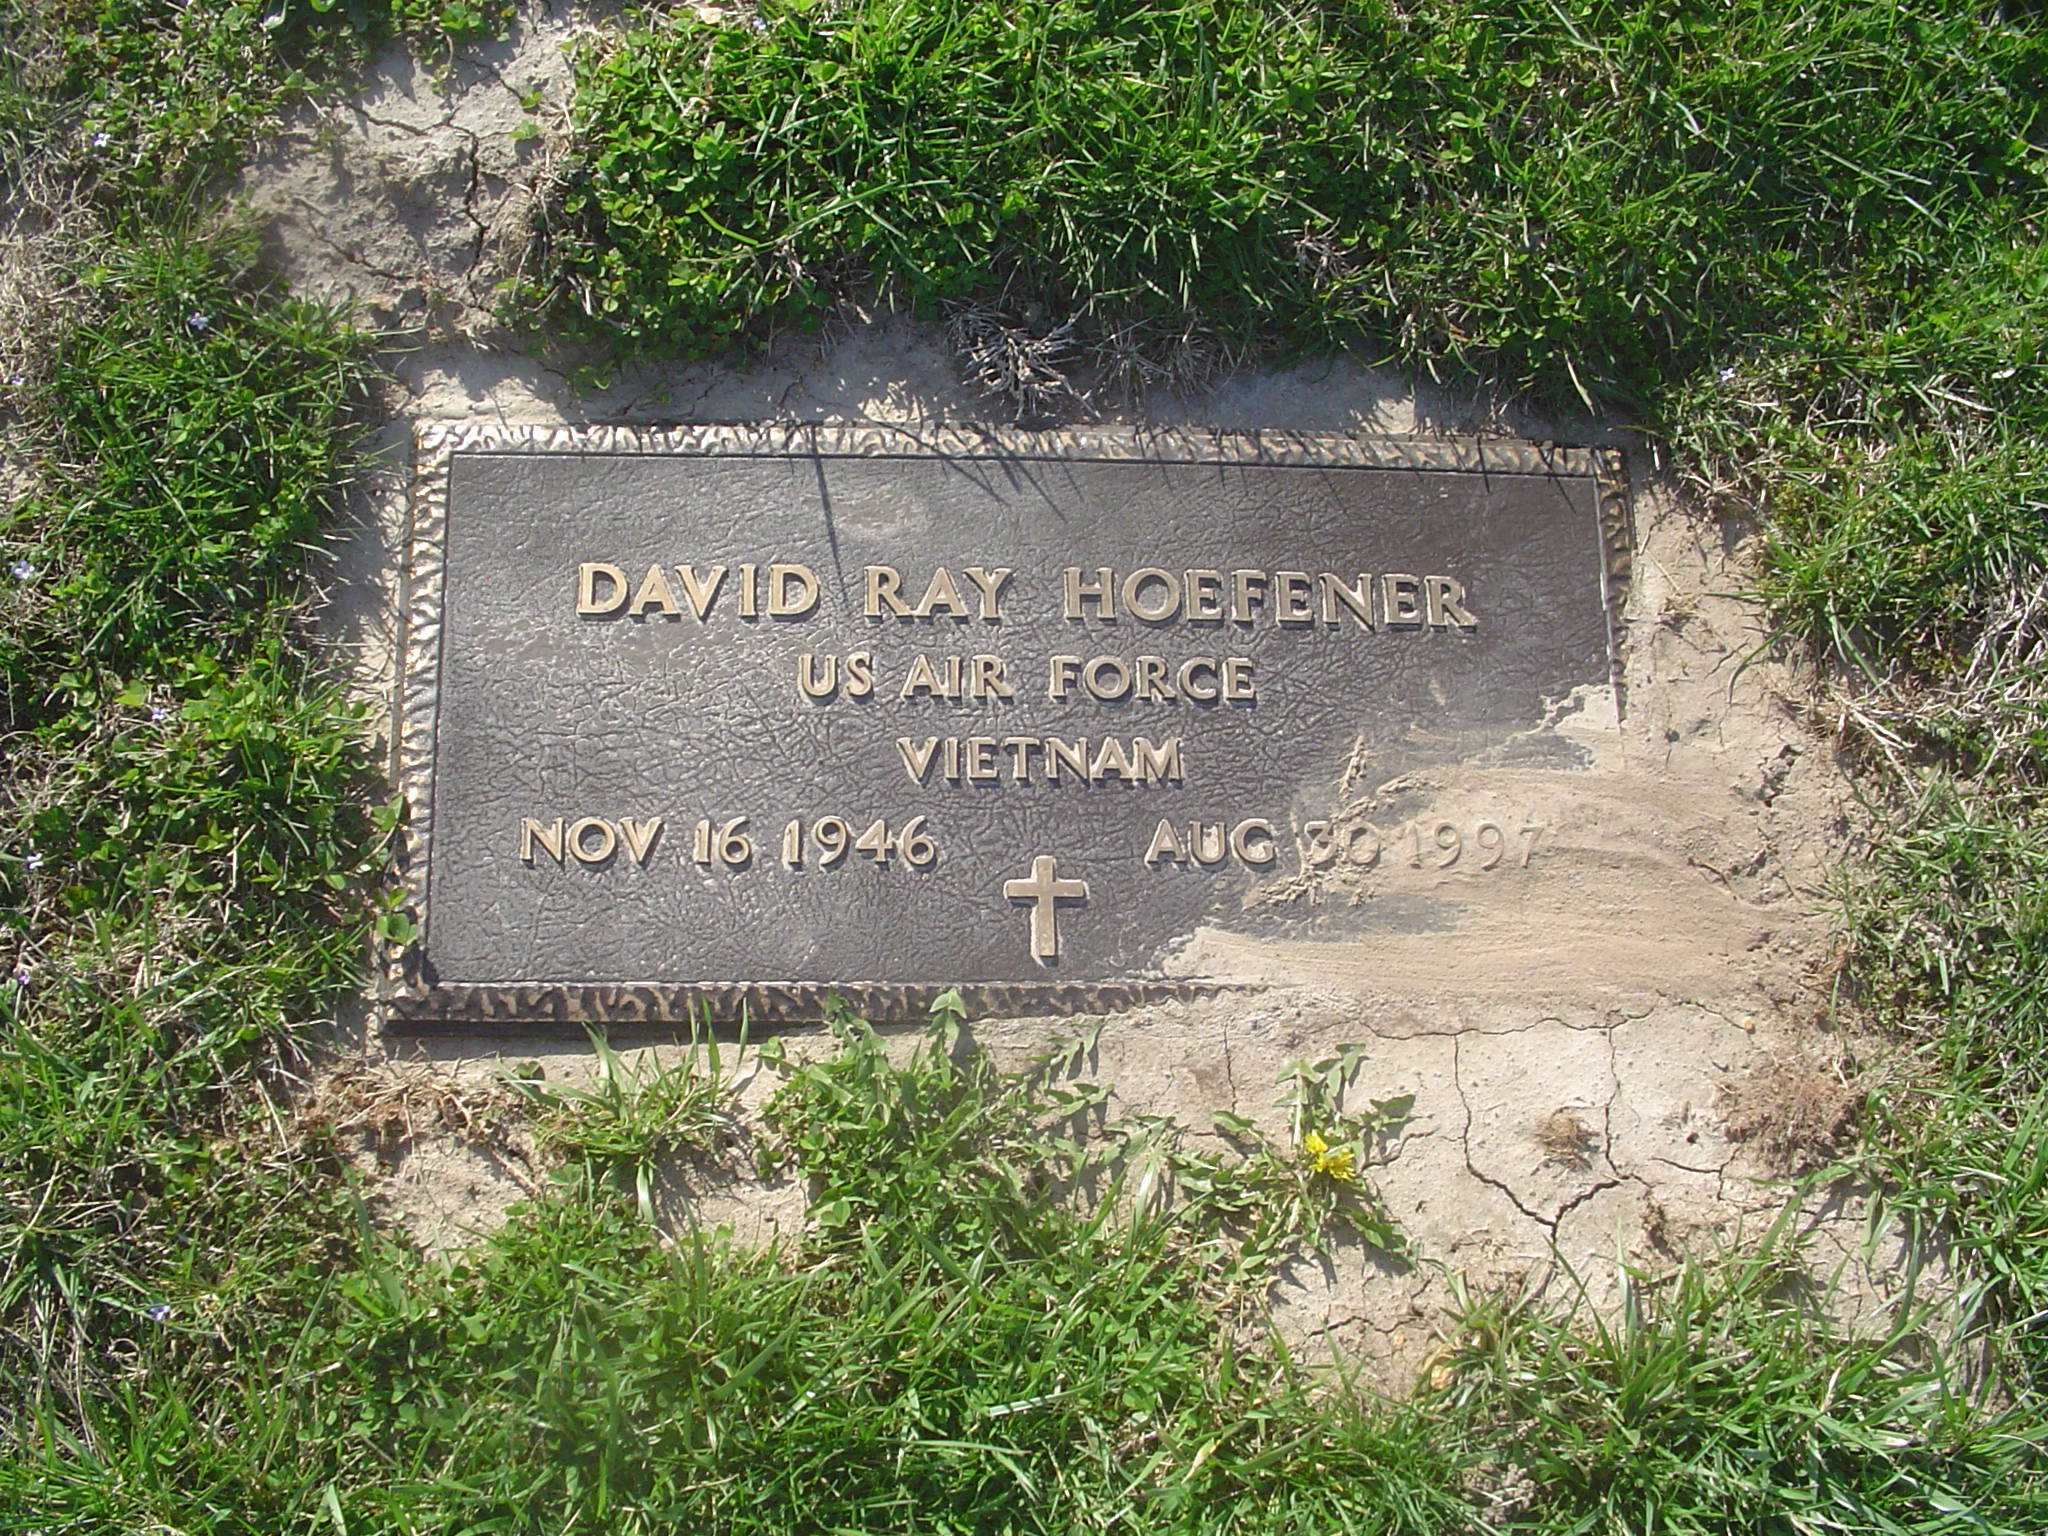 DAVID RAY HOEFENER
US AIR FORCE
VIETNAM
NOV 16 1946 AUG 30 1997